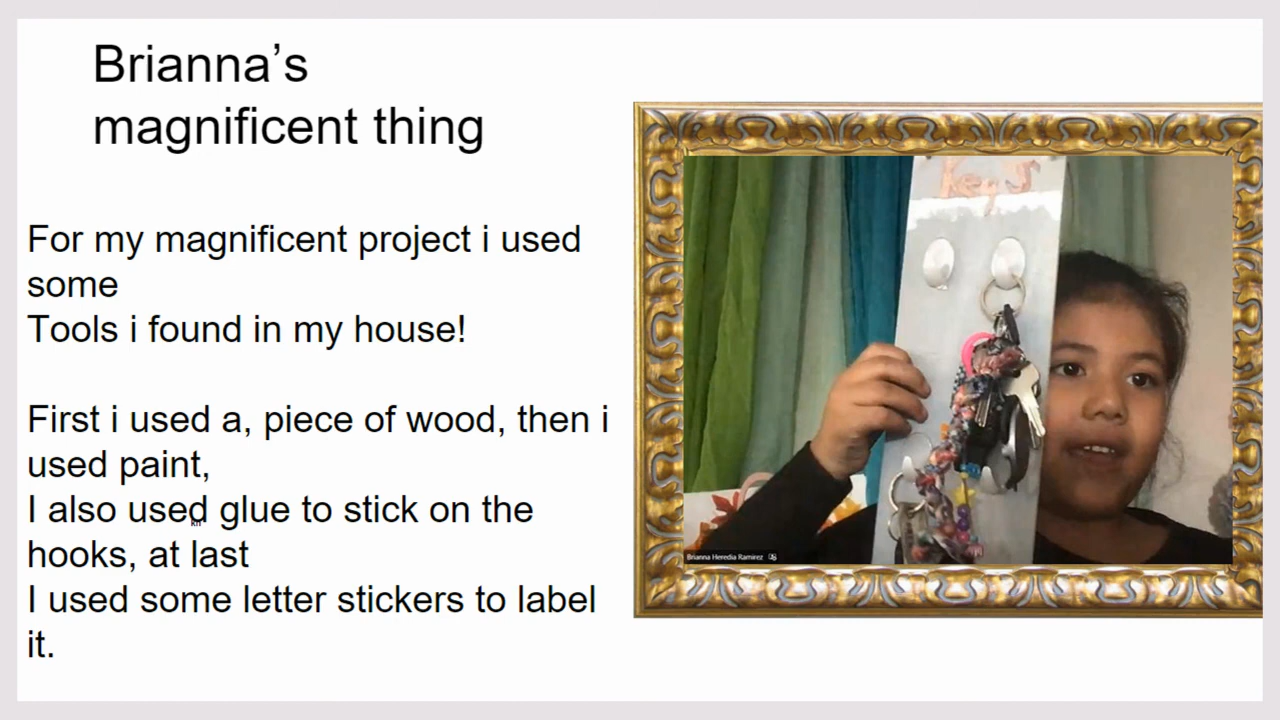 Brianna’s
magnificent thing
For my magnificent project i used
some
Tools i found in my house!
First i used a, piece of wood, then i
used paint,
I also used glue to stick on the
hooks, at last
I used some letter stickers to label
it.
keys
Brianna Heredia Ramirez